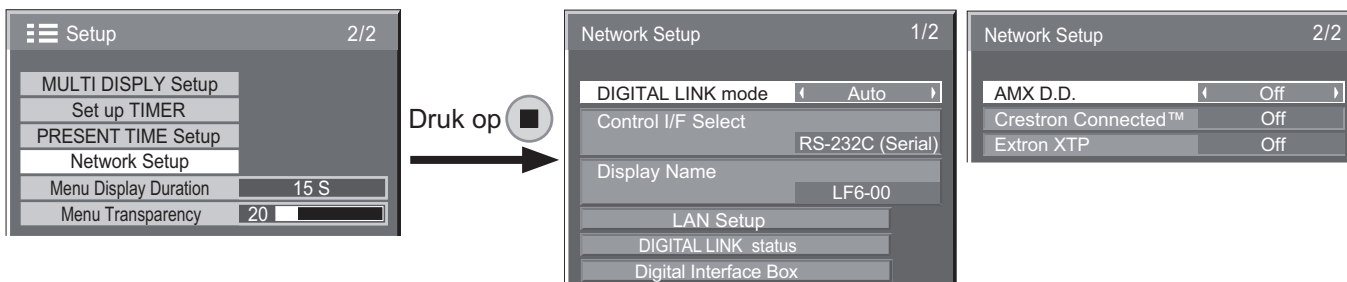 Setup 2/2
MULTI DISPLY Setup
Set up TIMER
PRESENT TIME Setup
Network Setup
Menu Display Duration 15 S
Menu Transparency 20
Druk op
Network Setup 1/2
DIGITAL LINK mode Auto
Control I/F Select
RS-232C (Serial)
Display Name
LF6-00
LAN Setup
DIGITAL LINK status
Digital Interface Box
Network Setup 2/2
AMX D.D. Off
Crestron Connected™ Off
Extron XTP Off